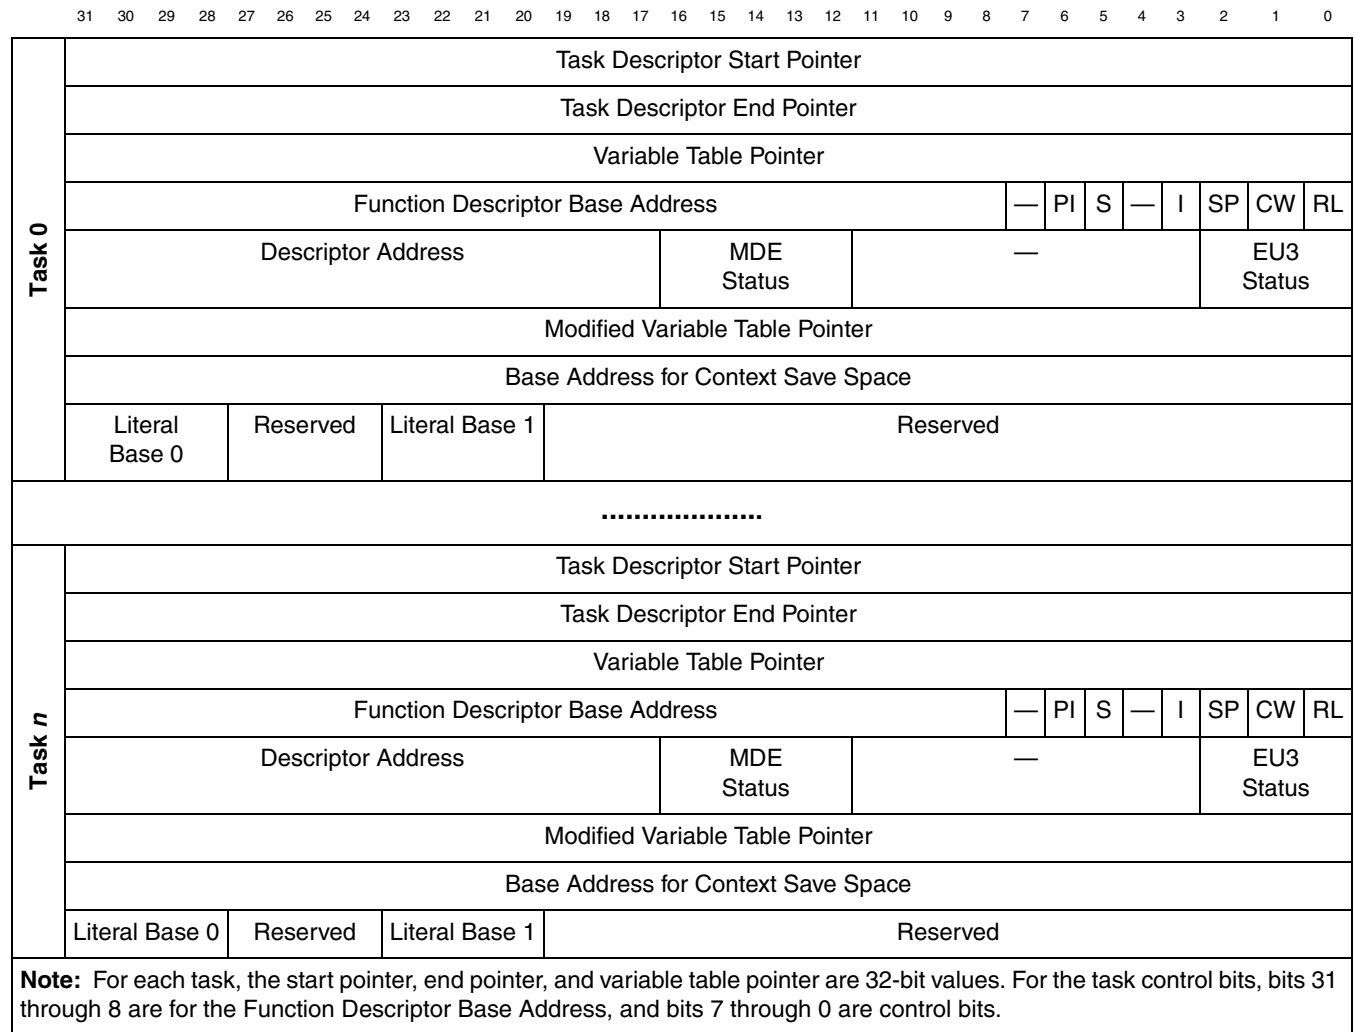 31 30 29 28 27 26 25 24 23 22 21 20 19 18 17 16 15 14 13 12 11 10 9 8 7 6 5 4 3 2 1 0
Task 0
Task Descriptor Start Pointer
Task Descriptor End Pointer
Variable Table Pointer
Function Descriptor Base Address — PI S — I SP CW RL
Descriptor Address MDE — EU3
Status Status
Modified Variable Table Pointer
Base Address for Context Save Space
Literal Reserved Literal Base 1 Reserved
Base 0
....................
Task n
Task Descriptor Start Pointer
Task Descriptor End Pointer
Variable Table Pointer
Function Descriptor Base Address — PI S — I SP CW RL
Descriptor Address MDE — EU3
Status Status
Modified Variable Table Pointer
Base Address for Context Save Space
Literal Base 0 Reserved Literal Base 1 Reserved
Note: For each task, the start pointer, end pointer, and variable table pointer are 32-bit values. For the task control bits, bits 31
through 8 are for the Function Descriptor Base Address, and bits 7 through 0 are control bits.